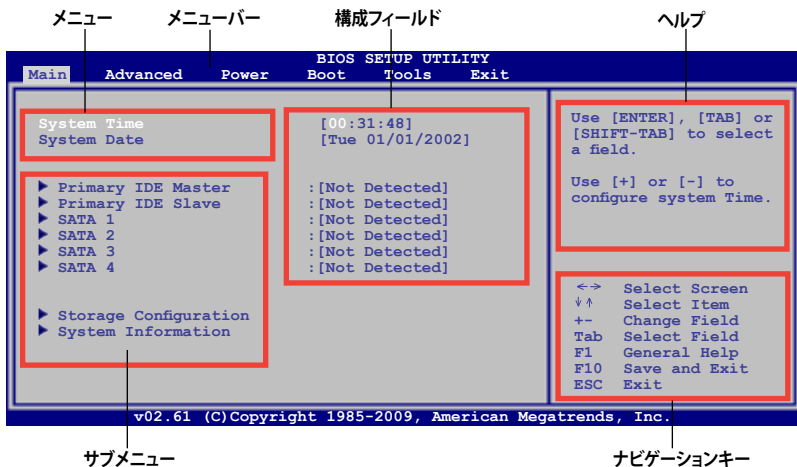 メニュー メニューバー 構成フィールド ヘルプ
BIOS SETUP UTILITY
Main Advanced Power Boot Tools Exit
System Time [00:31:48]
System Date [Tue 01/01/2002]
Primary IDE Master :[Not Detected]
Primary IDE Slave :[Not Detected]
SATA 1 :[Not Detected]
SATA 2 :[Not Detected]
SATA 3 :[Not Detected]
SATA 4 :[Not Detected]
Storage Configuration
System Information
Use [ENTER], [TAB] or
[SHIFT-TAB] to select
a field.
Use [+] or [-] to
configure system Time.
←→ Select Screen
↓↑ Select Item
+- Change Field
Tab Select Field
F1 General Help
F10 Save and Exit
ESC Exit
v02.61 (C)Copyright 1985-2009, American Megatrends, Inc.
サブメニュー ナビゲーションキー